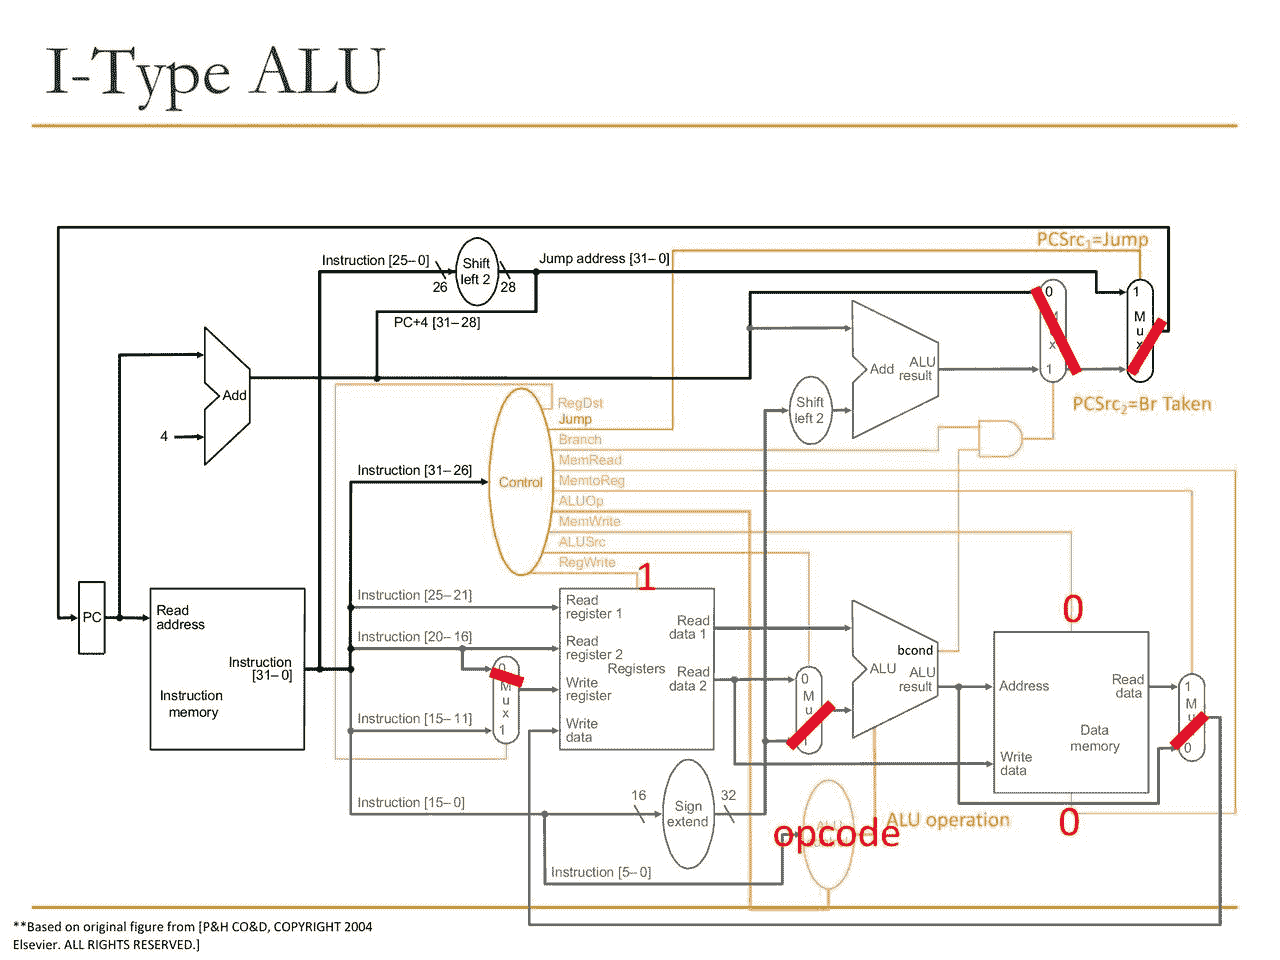 I-Type ALU
PCSrc1=Jump
Instruction [25–0]
Shift
left 2
Jump address [31–0]
26
28
PC+4 [31–28]
0
M
x
1
1
M
u
x
Add
ALU
result
Add
4
Shift
left 2
PCSrc2=Br Taken
RegDst
Jump
Branch
MemRead
MemtoReg
ALUOp
MemWrite
ALUSrc
RegWrite
Control
Instruction [31–26]
1
PC
Read
address
Instruction
[31–0]
Instruction
memory
Instruction [25–21]
Instruction [20–16]
Instruction [15–11]
Instruction [15–0]
0
M
u
x
1
Read
register 1
Read
register 2
Write
register
Write
data
Registers
Read
data 1
Read
data 2
0
M
u
1
bcond
ALU
ALU
result
0
Address
Write
data
Read
data
Data
memory
1
M
u
0
0
16
Sign
extend
32
opcode
ALU operation
Instruction [5–0]
**Based on original figure from [P&H CO&D, COPYRIGHT 2004
Elsevier. ALL RIGHTS RESERVED.]